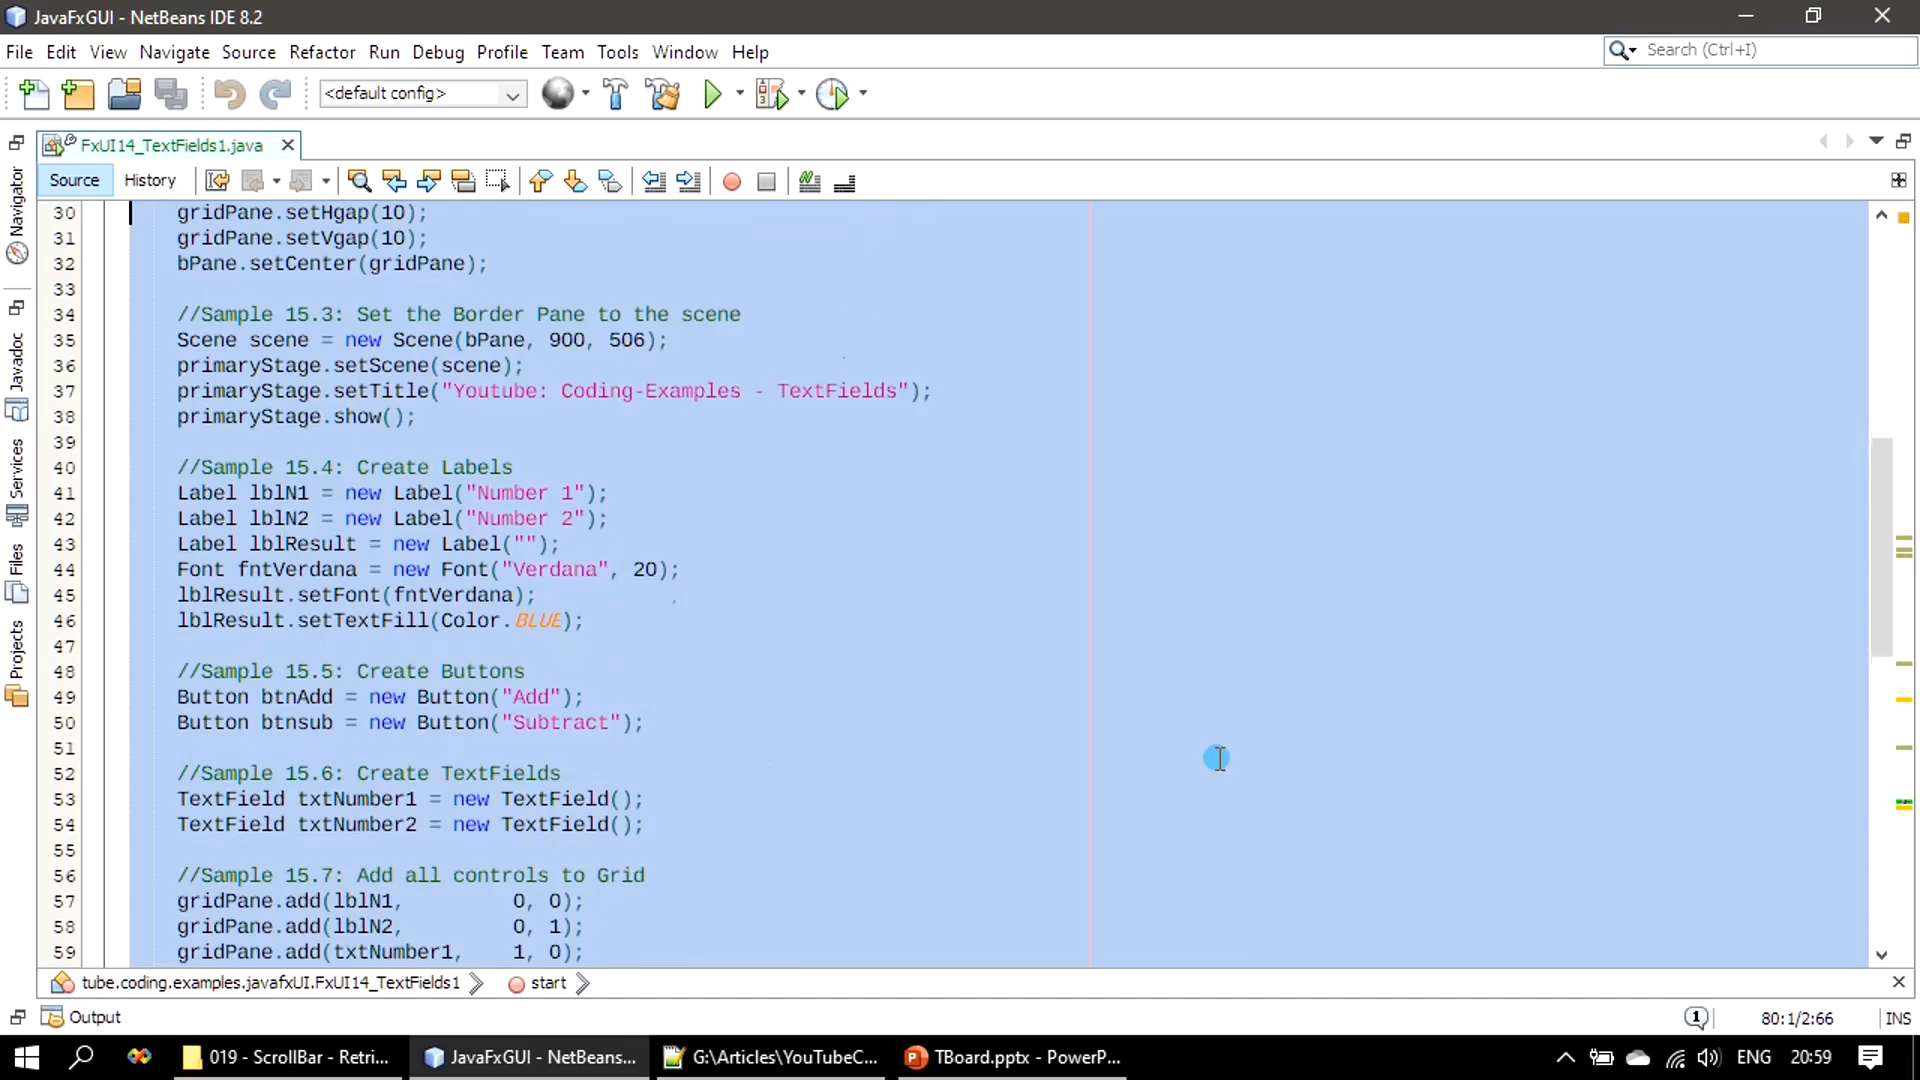 JavaFxGUI - NetBeans IDE 8.2
File Edit View Navigate Source Refactor Run Debug Profile Team Tools Window Help
Search (Ctrl+I)
<default config>
FxUI14_TextFields1.java
Source History
Navigator
Javadoc
Services
Files
Projects
30 gridPane.setHgap(10);
31 gridPane.setVgap(10);
32 bPane.setCenter(gridPane);
33
34 //Sample 15.3: Set the Border Pane to the scene
35 Scene scene = new Scene(bPane, 900, 506);
36 primaryStage.setScene(scene);
37 primaryStage.setTitle("Youtube: Coding-Examples - TextFields");
38 primaryStage.show();
39
40 //Sample 15.4: Create Labels
41 Label lblN1 = new Label("Number 1");
42 Label lblN2 = new Label("Number 2");
43 Label lblResult = new Label("");
44 Font fntVerdana = new Font("Verdana", 20);
45 lblResult.setFont(fntVerdana);
46 lblResult.setTextFill(Color.BLUE);
47
48 //Sample 15.5: Create Buttons
49 Button btnAdd = new Button("Add");
50 Button btnsub = new Button("Subtract");
51
52 //Sample 15.6: Create TextFields
53 TextField txtNumber1 = new TextField();
54 TextField txtNumber2 = new TextField();
55
56 //Sample 15.7: Add all controls to Grid
57 gridPane.add(lblN1, 0, 0);
58 gridPane.add(lblN2, 0, 1);
59 gridPane.add(txtNumber1, 1, 0);
tube.coding.examples.javafxUI.FxUI14_TextFields1 start
Output
1 80:1/2:66 INS
019 - ScrollBar - Retri... JavaFxGUI - NetBeans... G:\Articles\YouTubeC... TBoard.pptx - PowerP... ENG 20:59